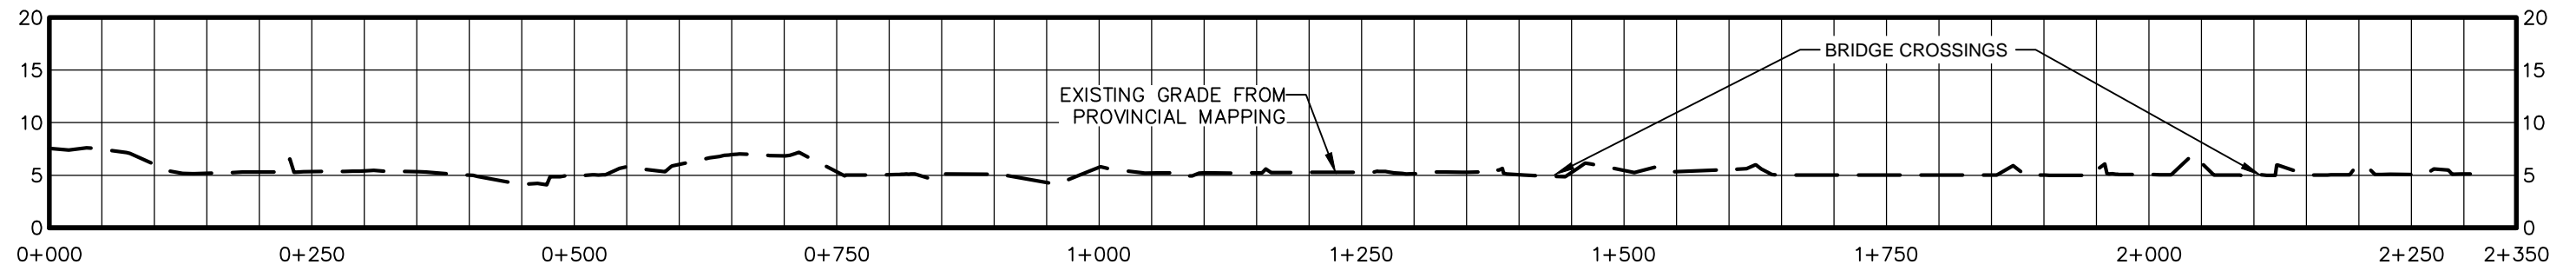 20 20
BRIDGE CROSSINGS
15 15
EXISTING GRADE FROM
PROVINCIAL MAPPING
10 10
5 5
0 0
0+000 0+250 0+500 0+750 1+000 1+250 1+500 1+750 2+000 2+250 2+350